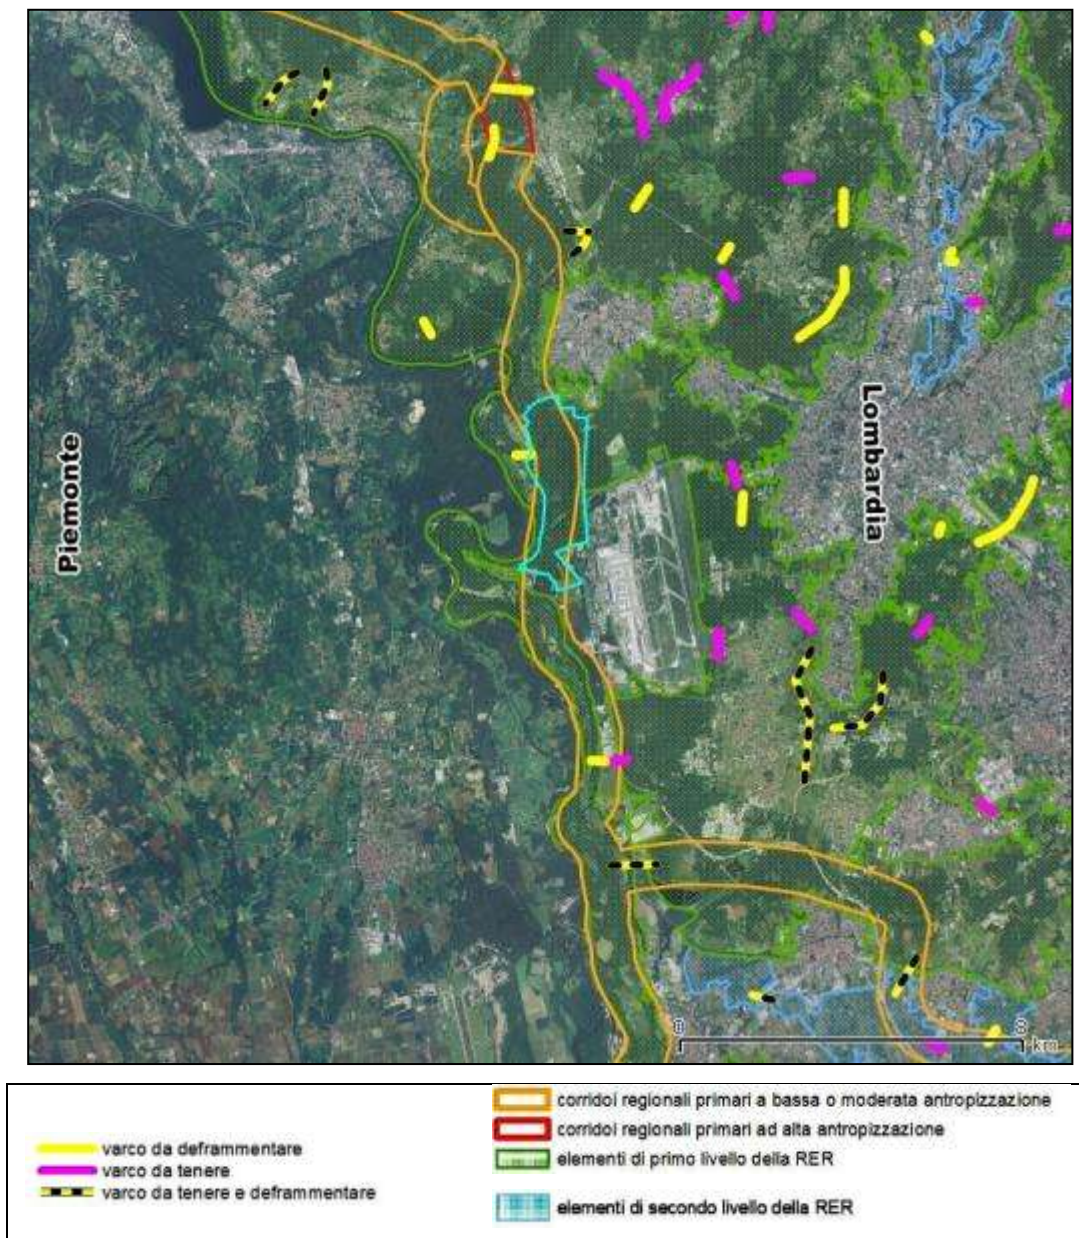 Piemonte
Lombardia
0 8
km
varco da deframmentare
varco da tenere
varco da tenere e deframmentare
corridoi regionali primari a bassa o moderata antropizzazione
corridoi regionali primari ad alta antropizzazione
elementi di primo livello della RER
elementi di secondo livello della RER